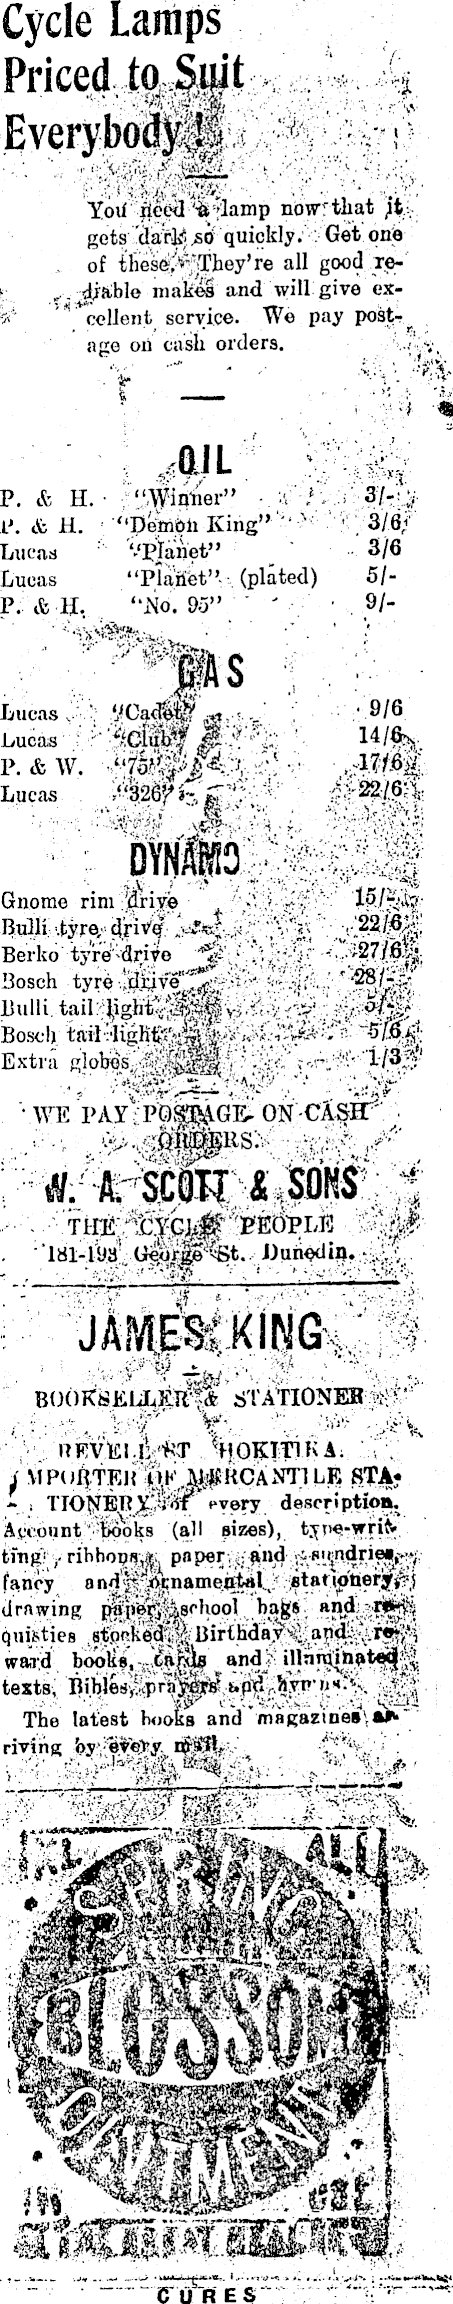 Cycle Lamps
Priced to Suit
Everybody!
You need a lamp now that it
gets dark so quickly. Get one
of these. They're all good re-
liable makes and will give ex-
cellent service. We pay post-
age on cash orders.
OIL
P. & H. "Winner" 3/-
P. & H. "Demon King" 3/6
Lucas "Planet" 3/6
Lucas "Planet" (plated) 5/-
P. & H. "No. 95" 9/-
GAS
Lucas "Cadet" 9/6
Lucas "Club" 14/6
P. & W. "75" 17/6
Lucas "326" 22/6
DYNAMO
Gnome rim drive 15/-
Bulli tyre drive 22/6
Berko tyre drive 27/6
Bosch tyre drive 28/-
Bulli tail light 5/-
Bosch tail light 5/6
Extra globes 1/3
WE PAY POSTAGE ON CASH
ORDERS.
W. A. SCOTT & SONS
THE CYCLE PEOPLE
181-193 George St. Dunedin.
JAMES KING
BOOKSELLER & STATIONER
REVELL ST HOKITIKA.
IMPORTER OF MERCANTILE STA-
TIONERY of every description.
Account books (all sizes), type-wri-
ting ribbons, paper and sundries,
fancy and ornamental stationery,
drawing paper, school bags and re-
quisties stocked. Birthday and re-
ward books, cards and illuminated
texts, Bibles, prayers and hymns.
The latest books and magazines ar-
riving by every mail.
SPRING
BLOSSOM
OINTMENT
CURES